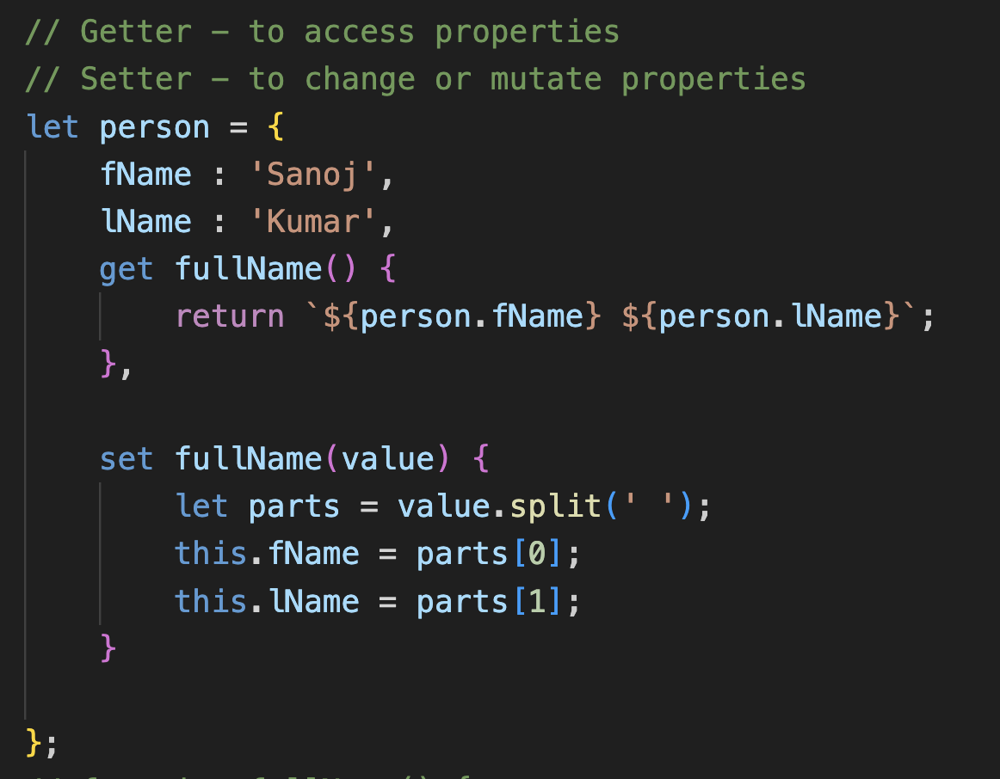 // Getter - to access properties
// Setter - to change or mutate properties
let person = {
    fName : 'Sanoj',
    lName : 'Kumar',
    get fullName() {
        return `${person.fName} ${person.lName}`;
    },

    set fullName(value) {
        let parts = value.split(' ');
        this.fName = parts[0];
        this.lName = parts[1];
    }

};